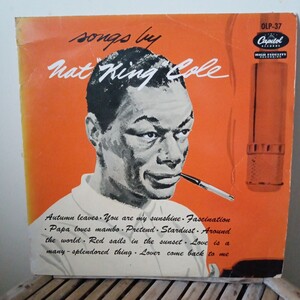 songs by
OLP-37
Capitol
RECORDS
Nat King Cole
Autumn leaves · You are my sunshine · Fascination
· Papa loves mambo · Pretend · Stardust · Around
the world · Red sails in the sunset · Love is a
many-splendored thing · Lover come back to me